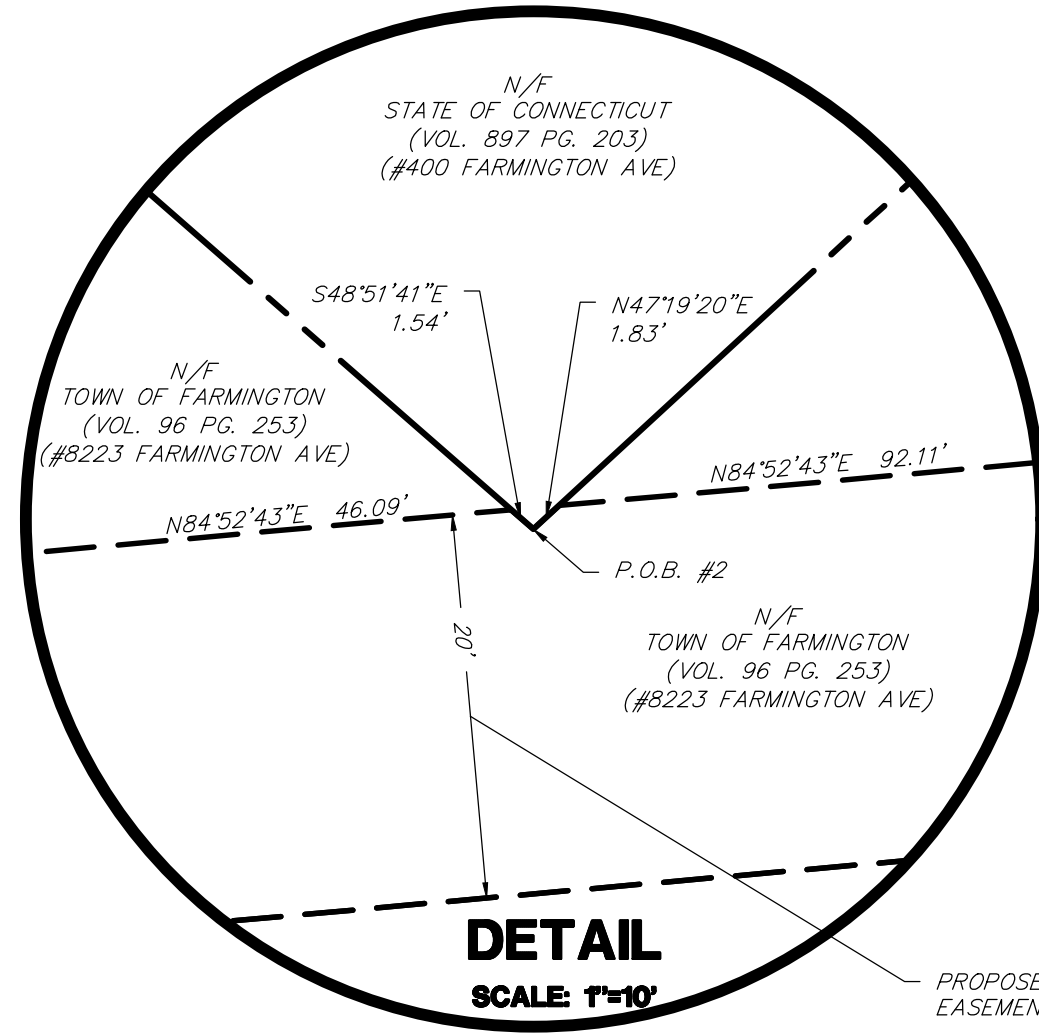 N/F
STATE OF CONNECTICUT
(VOL. 897 PG. 203)
(#400 FARMINGTON AVE)
S48°51'41"E
1.54'
N47°19'20"E
1.83'
N/F
TOWN OF FARMINGTON
(VOL. 96 PG. 253)
(#8223 FARMINGTON AVE)
N84°52'43"E 92.11'
N84°52'43"E 46.09'
P.O.B. #2
20'
N/F
TOWN OF FARMINGTON
(VOL. 96 PG. 253)
(#8223 FARMINGTON AVE)
DETAIL
SCALE: 1"=10'
PROPOSE
EASEMEN